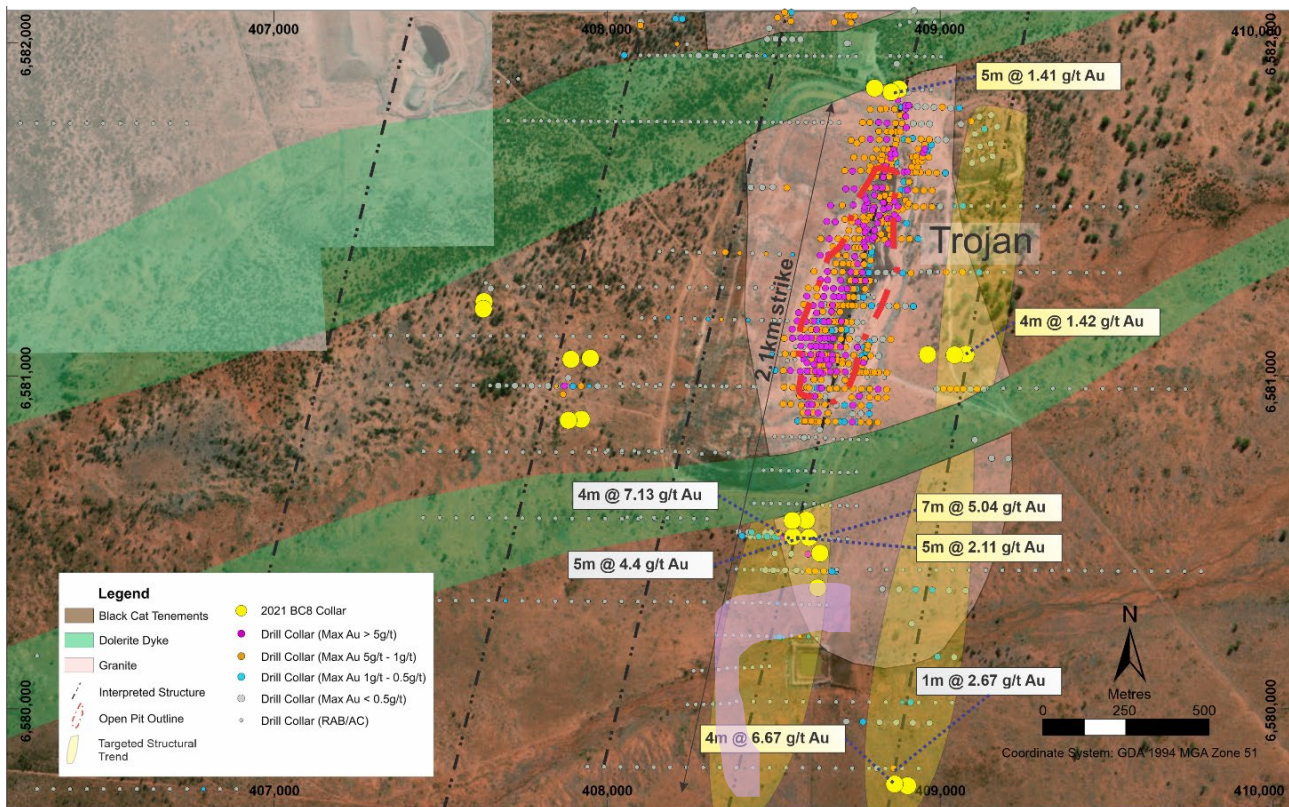 407,000
408,000
409,000
410,000
6,582,000
6,582,000
5m @ 1.41 g/t Au
Trojan
2.1km strike
4m @ 1.42 g/t Au
6,581,000
6,581,000
4m @ 7.13 g/t Au
7m @ 5.04 g/t Au
5m @ 4.4 g/t Au
5m @ 2.11 g/t Au
Legend
Black Cat Tenements
Dolerite Dyke
Granite
Interpreted Structure
Open Pit Outline
Targeted Structural
Trend
2021 BC8 Collar
Drill Collar (Max Au > 5g/t)
Drill Collar (Max Au 5g/t - 1g/t)
Drill Collar (Max Au 1g/t - 0.5g/t)
Drill Collar (Max Au < 0.5g/t)
Drill Collar (RAB/AC)
N
Metres
0 250 500
Coordinate System: GDA 1994 MGA Zone 51
1m @ 2.67 g/t Au
4m @ 6.67 g/t Au
6,580,000
6,580,000
407,000
408,000
409,000
410,000